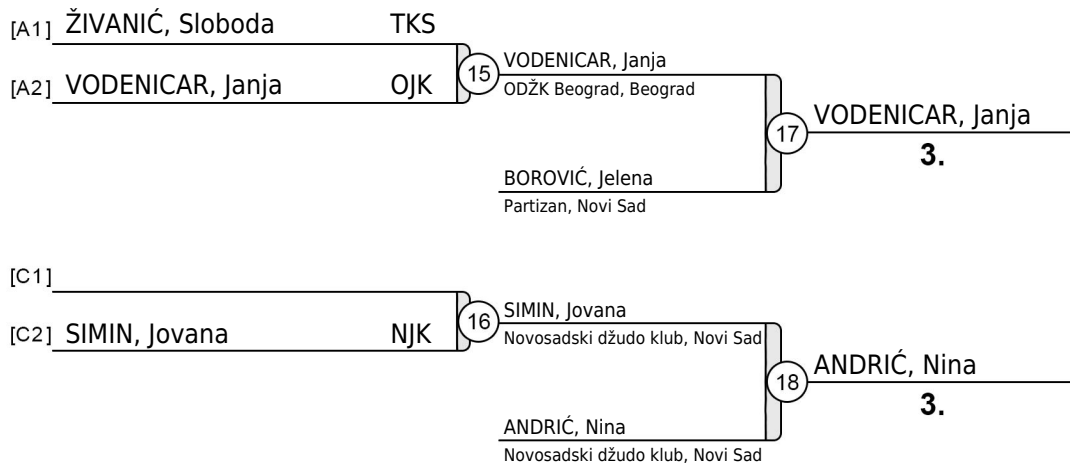 [A1] ŽIVANIĆ, Sloboda TKS
[A2] VODENICAR, Janja OJK
15
VODENICAR, Janja
ODŽK Beograd, Beograd
17
VODENICAR, Janja
3.
BOROVIĆ, Jelena
Partizan, Novi Sad
[C1]
[C2] SIMIN, Jovana NJK
16
SIMIN, Jovana
Novosadski džudo klub, Novi Sad
18
ANDRIĆ, Nina
3.
ANDRIĆ, Nina
Novosadski džudo klub, Novi Sad